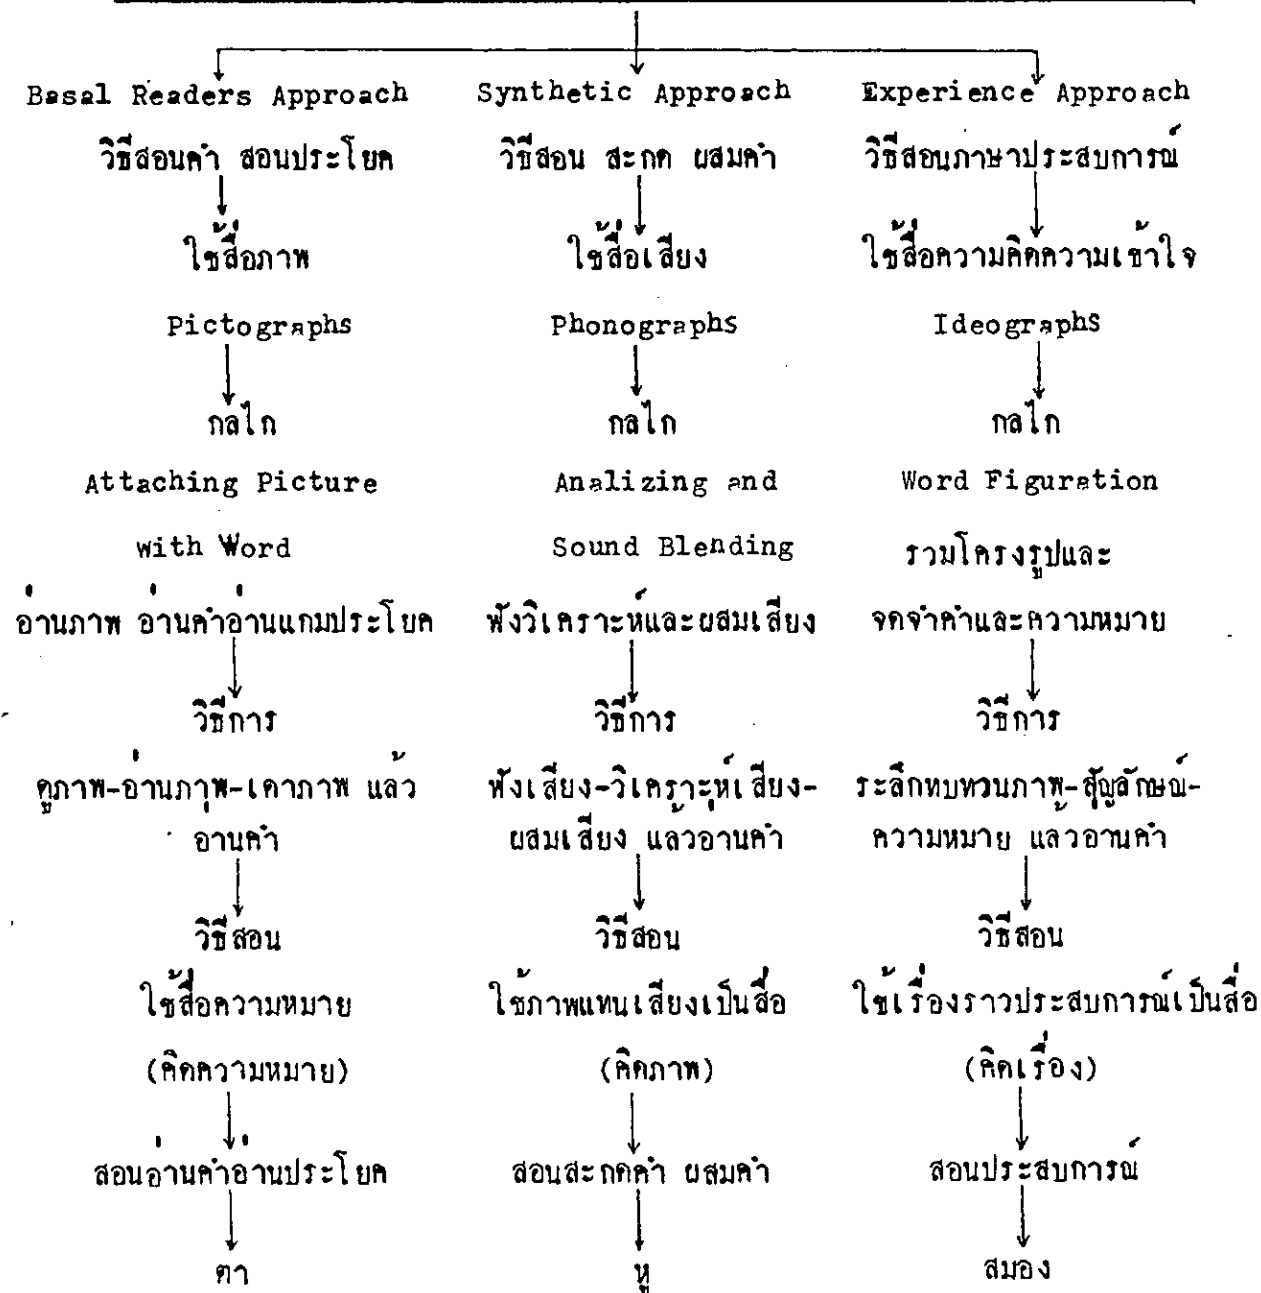 Basal Readers Approach Synthetic Approach Experience Approach
วิธีสอนคำ สอนประโยค วิธีสอน สะกด ผสมคำ วิธีสอนภาษาประสบการณ์
ใช้สื่อภาพ ใช้สื่อเสียง ใช้สื่อความคิดความเข้าใจ
Pictographs Phonographs Ideographs
กลไก กลไก กลไก
Attaching Picture Analizing and Word Figuration
with Word Sound Blending รวมโครงรูปและ
อ่านภาพ อ่านคำอ่านแถมประโยค ฟังวิเคราะห์และผสมเสียง จดจำคำและความหมาย
วิธีการ วิธีการ วิธีการ
ดูภาพ-อ่านภาพ-เดาภาพ แล้ว ฟังเสียง-วิเคราะห์เสียง- ระลึกทบทวนภาพ-สัญลักษณ์-
อ่านคำ ผสมเสียง แล้วอ่านคำ ความหมาย แล้วอ่านคำ
วิธีสอน วิธีสอน วิธีสอน
ใช้สื่อความหมาย ใช้ภาพแทนเสียงเป็นสื่อ ใช้เรื่องราวประสบการณ์เป็นสื่อ
(คิดความหมาย) (คิดภาพ) (คิดเรื่อง)
สอนอ่านคำอ่านประโยค สอนสะกดคำ ผสมคำ สอนประสบการณ์
ตา หู สมอง